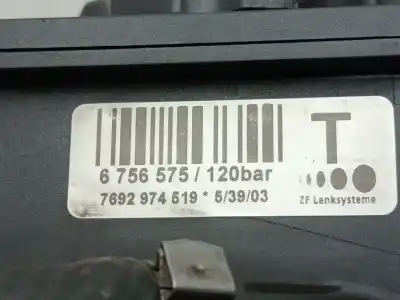 T
6 756 575 / 120bar
7692 974 519 * 5/39/03
ZF Lenksysteme